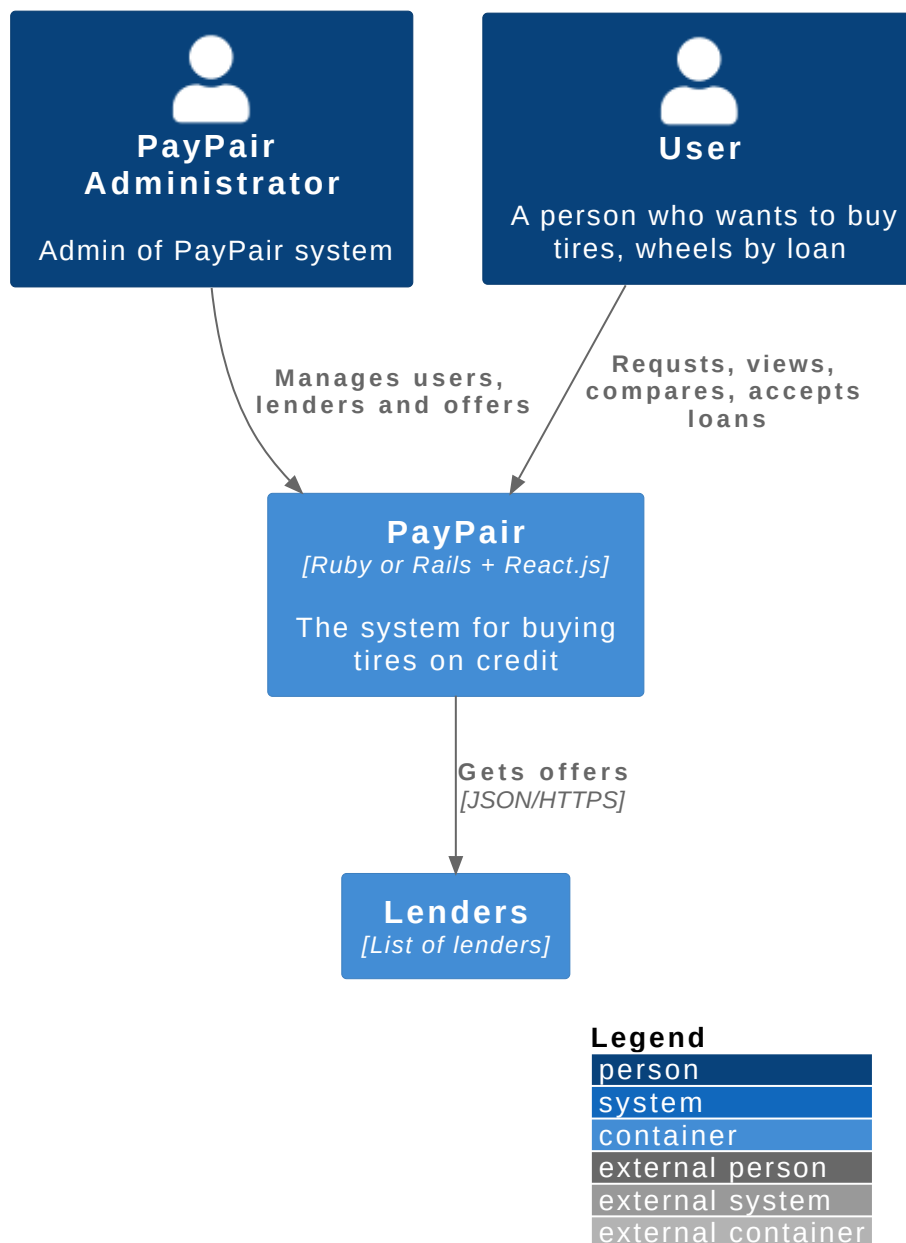 PayPair
Administrator
Admin of PayPair system
User
A person who wants to buy
tires, wheels by loan
Manages users,
lenders and offers
Requsts, views,
compares, accepts
loans
PayPair
[Ruby or Rails + React.js]
The system for buying
tires on credit
Gets offers
[JSON/HTTPS]
Lenders
[List of lenders]
Legend
person
system
container
external person
external system
external container